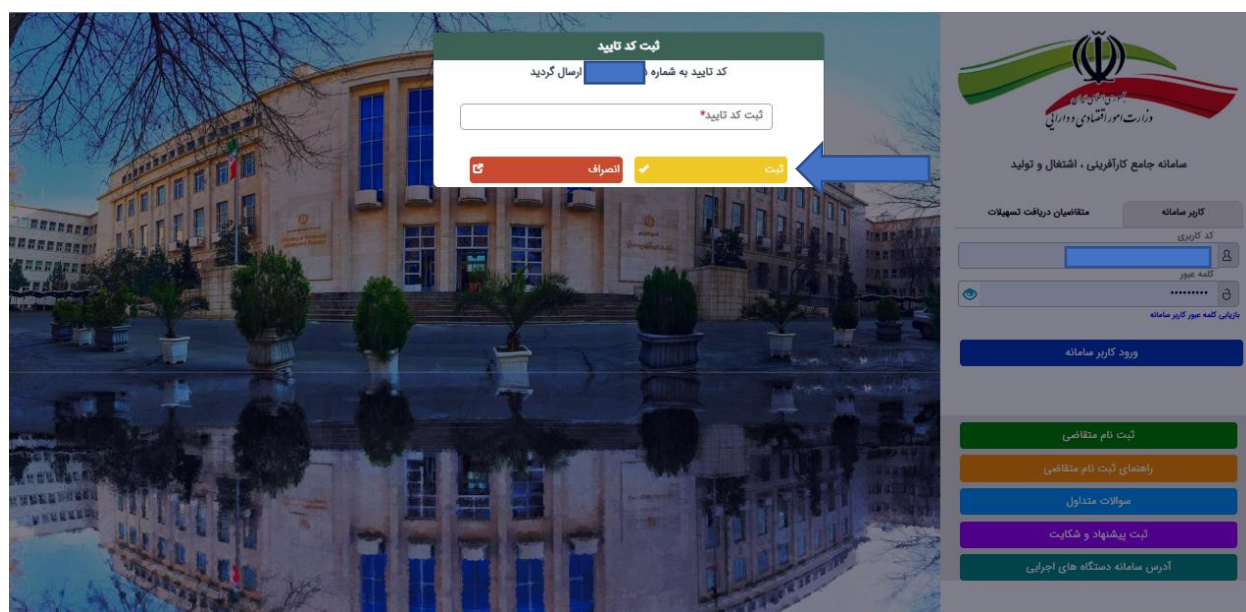 ثبت کد تایید
کد تایید به شماره ارسال گردید
ثبت کد تایید*
ثبت
انصراف
وزارت امور اقتصادی و دارایی
سامانه جامع کارآفرینی ، اشتغال و تولید
کاربر سامانه
متقاضیان دریافت تسهیلات
کد کاربری
کلمه عبور
•••••••••
بازیابی کلمه عبور کاربر سامانه
ورود کاربر سامانه
ثبت نام متقاضی
راهنمای ثبت نام متقاضی
سوالات متداول
ثبت پیشنهاد و شکایت
آدرس سامانه دستگاه های اجرایی